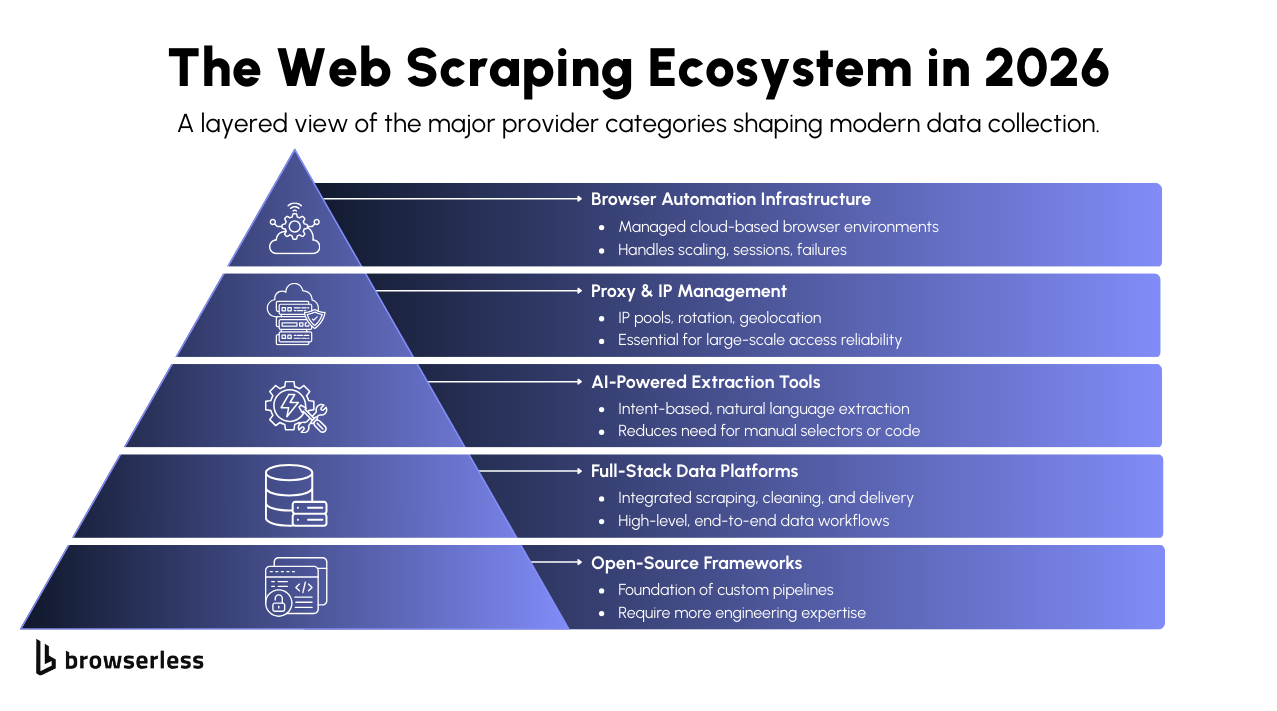 The Web Scraping Ecosystem in 2026
A layered view of the major provider categories shaping modern data collection.
Browser Automation Infrastructure
• Managed cloud-based browser environments
• Handles scaling, sessions, failures
Proxy & IP Management
• IP pools, rotation, geolocation
• Essential for large-scale access reliability
AI-Powered Extraction Tools
• Intent-based, natural language extraction
• Reduces need for manual selectors or code
Full-Stack Data Platforms
• Integrated scraping, cleaning, and delivery
• High-level, end-to-end data workflows
Open-Source Frameworks
• Foundation of custom pipelines
• Require more engineering expertise
browserless